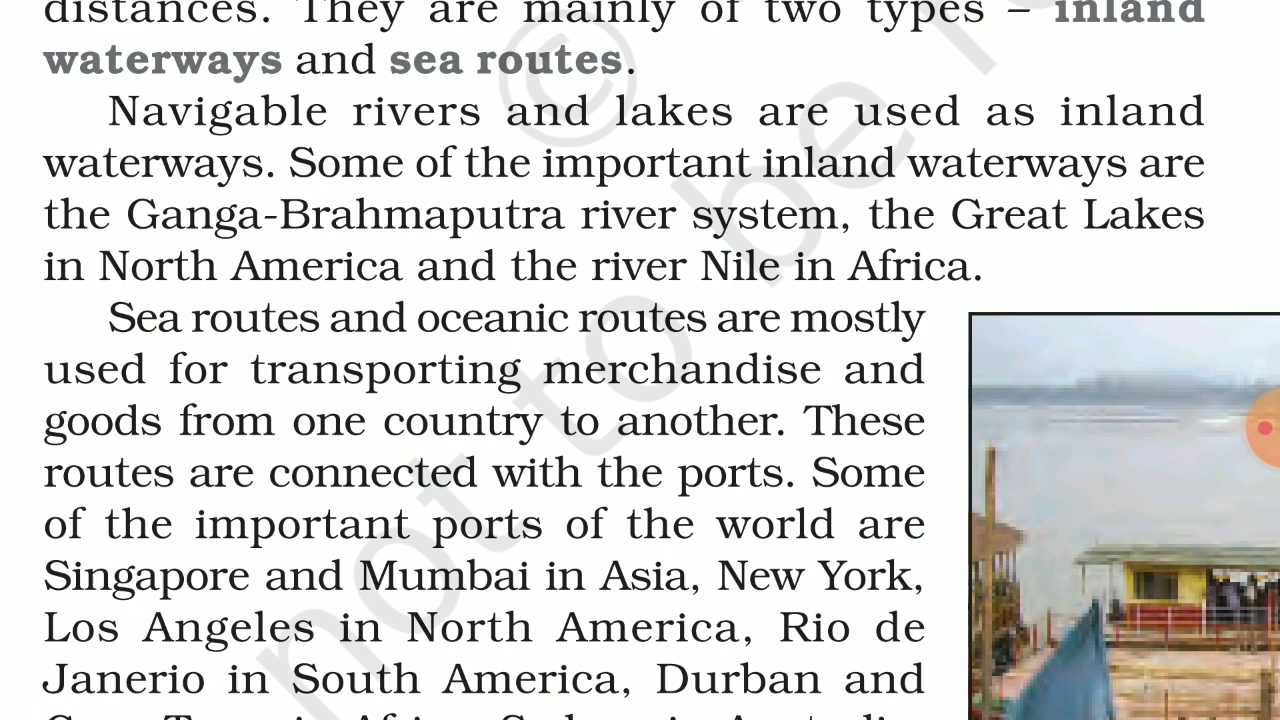 distances. They are mainly of two types – inland
waterways and sea routes.
Navigable rivers and lakes are used as inland
waterways. Some of the important inland waterways are
the Ganga-Brahmaputra river system, the Great Lakes
in North America and the river Nile in Africa.
Sea routes and oceanic routes are mostly
used for transporting merchandise and
goods from one country to another. These
routes are connected with the ports. Some
of the important ports of the world are
Singapore and Mumbai in Asia, New York,
Los Angeles in North America, Rio de
Janerio in South America, Durban and
© not to be r